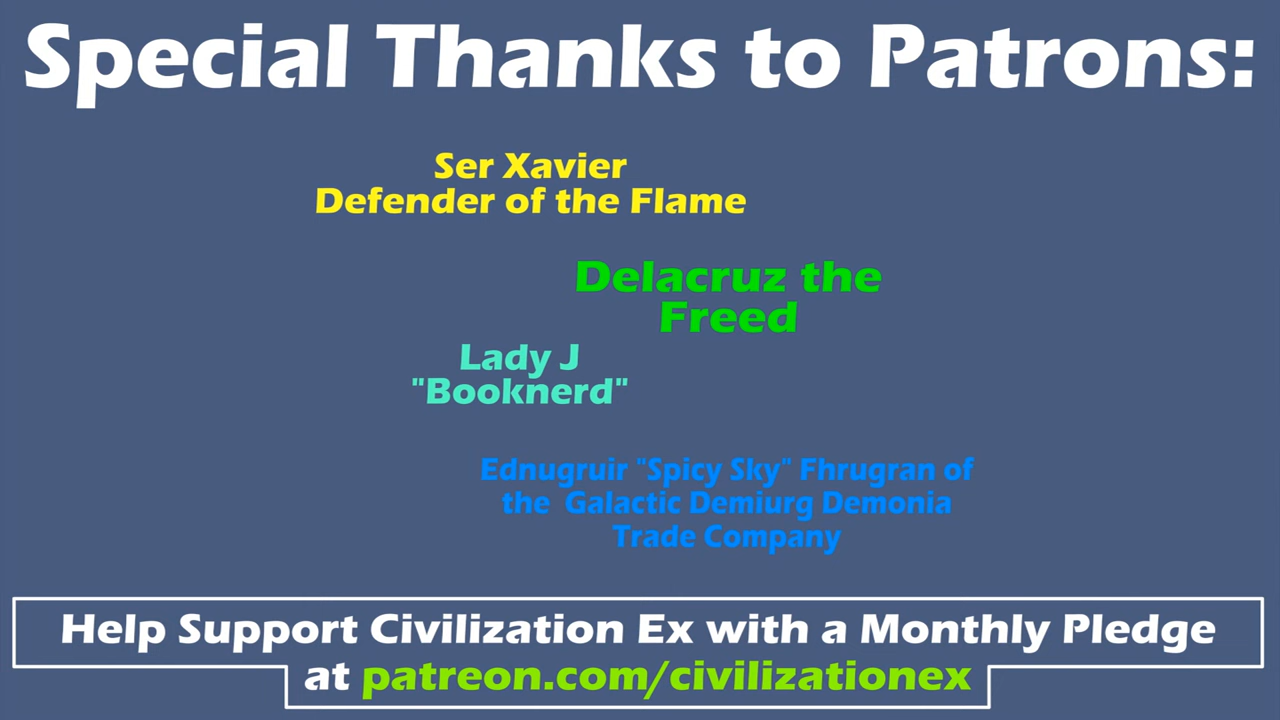 Special Thanks to Patrons:
Ser Xavier
Defender of the Flame
Delacruz the
Freed
Lady J
"Booknerd"
Ednugruir "Spicy Sky" Fhrugran of
the Galactic Demiurg Demonia
Trade Company
Help Support Civilization Ex with a Monthly Pledge
at patreon.com/civilizationex